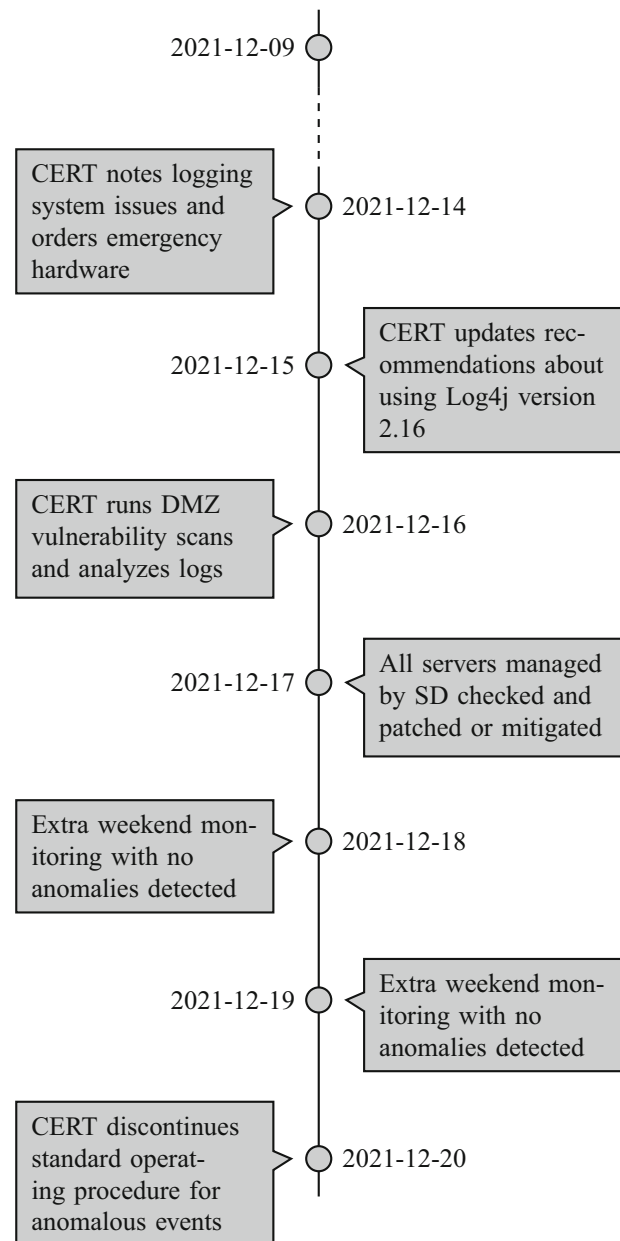 2021-12-09
CERT notes logging
system issues and
orders emergency
hardware
2021-12-14
2021-12-15
CERT updates rec-
ommendations about
using Log4j version
2.16
CERT runs DMZ
vulnerability scans
and analyzes logs
2021-12-16
2021-12-17
All servers managed
by SD checked and
patched or mitigated
Extra weekend mon-
itoring with no
anomalies detected
2021-12-18
2021-12-19
Extra weekend mon-
itoring with no
anomalies detected
CERT discontinues
standard operat-
ing procedure for
anomalous events
2021-12-20